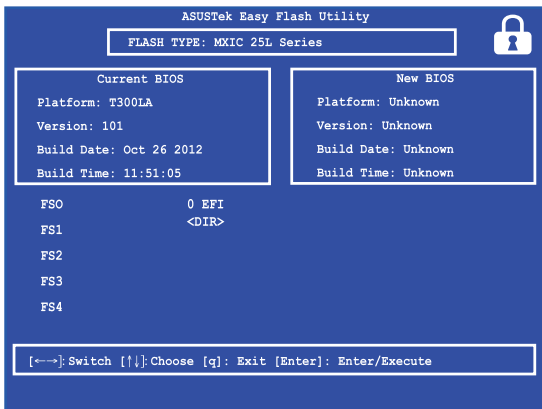 ASUSTek Easy Flash Utility
FLASH TYPE: MXIC 25L Series
Current BIOS
Platform: T300LA
Version: 101
Build Date: Oct 26 2012
Build Time: 11:51:05
New BIOS
Platform: Unknown
Version: Unknown
Build Date: Unknown
Build Time: Unknown
FSO
FS1
FS2
FS3
FS4
0 EFI
<DIR>
[←→]: Switch [↑↓]: Choose [q]: Exit [Enter]: Enter/Execute